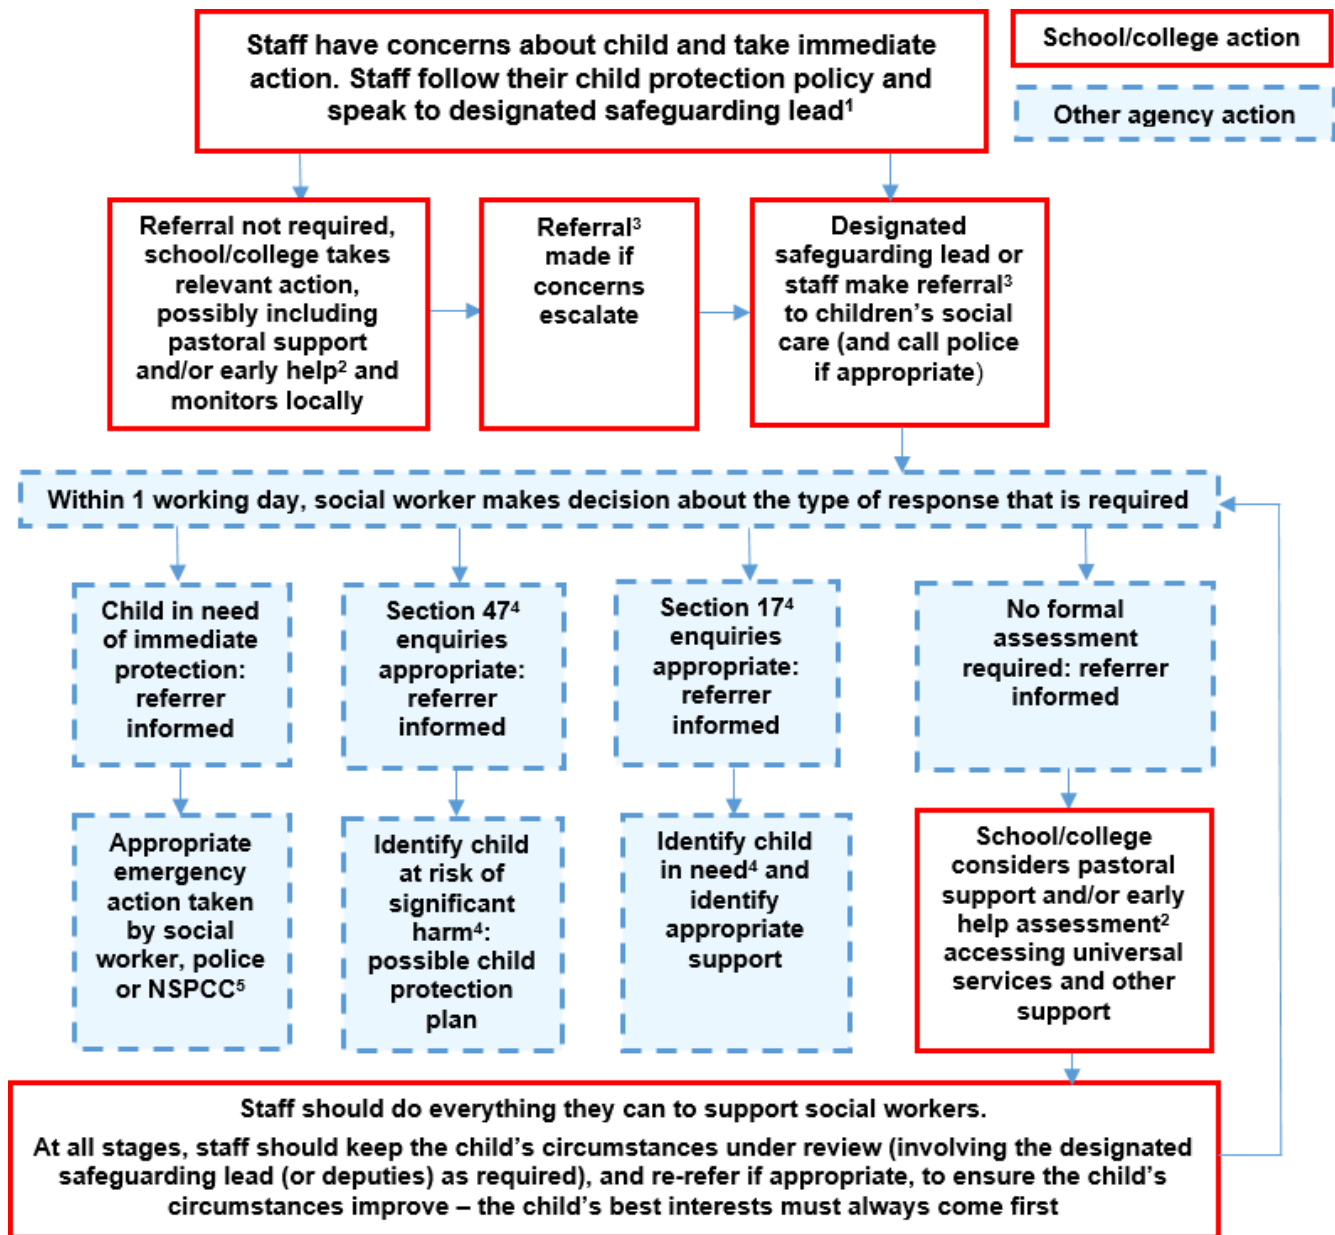 Staff have concerns about child and take immediate
action. Staff follow their child protection policy and
speak to designated safeguarding lead¹
School/college action
Other agency action
Referral not required,
school/college takes
relevant action,
possibly including
pastoral support
and/or early help² and
monitors locally
Referral³
made if
concerns
escalate
Designated
safeguarding lead or
staff make referral³
to children’s social
care (and call police
if appropriate)
Within 1 working day, social worker makes decision about the type of response that is required
Child in need
of immediate
protection:
referrer
informed
Section 47⁴
enquiries
appropriate:
referrer
informed
Section 17⁴
enquiries
appropriate:
referrer
informed
No formal
assessment
required: referrer
informed
Appropriate
emergency
action taken
by social
worker, police
or NSPCC⁵
Identify child
at risk of
significant
harm⁴:
possible child
protection
plan
Identify child
in need⁴ and
identify
appropriate
support
School/college
considers pastoral
support and/or early
help assessment²
accessing universal
services and other
support
Staff should do everything they can to support social workers.
At all stages, staff should keep the child’s circumstances under review (involving the designated
safeguarding lead (or deputies) as required), and re-refer if appropriate, to ensure the child’s
circumstances improve – the child’s best interests must always come first